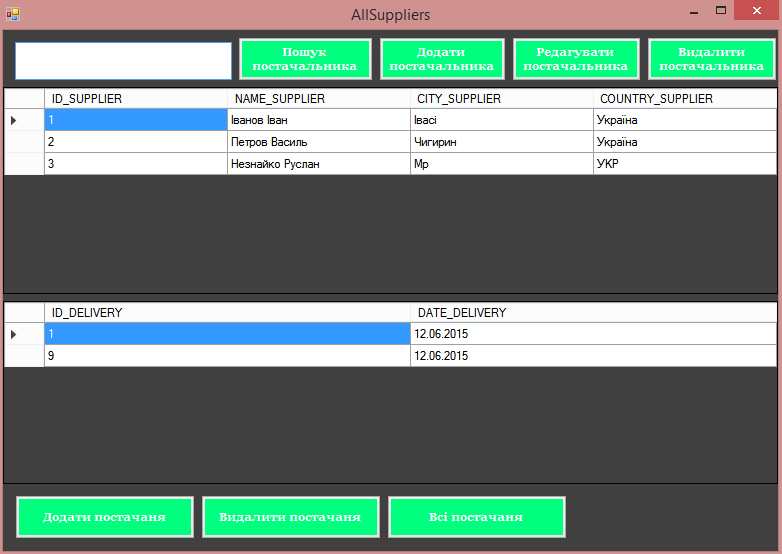 AllSuppliers
Пошук постачальника
Додати постачальника
Редагувати постачальника
Видалити постачальника
ID_SUPPLIER NAME_SUPPLIER CITY_SUPPLIER COUNTRY_SUPPLIER
1 Іванов Іван Івасі Україна
2 Петров Василь Чигирин Україна
3 Незнайко Руслан Мр УКР
ID_DELIVERY DATE_DELIVERY
1 12.06.2015
9 12.06.2015
Додати постачаня Видалити постачаня Всі постачаня